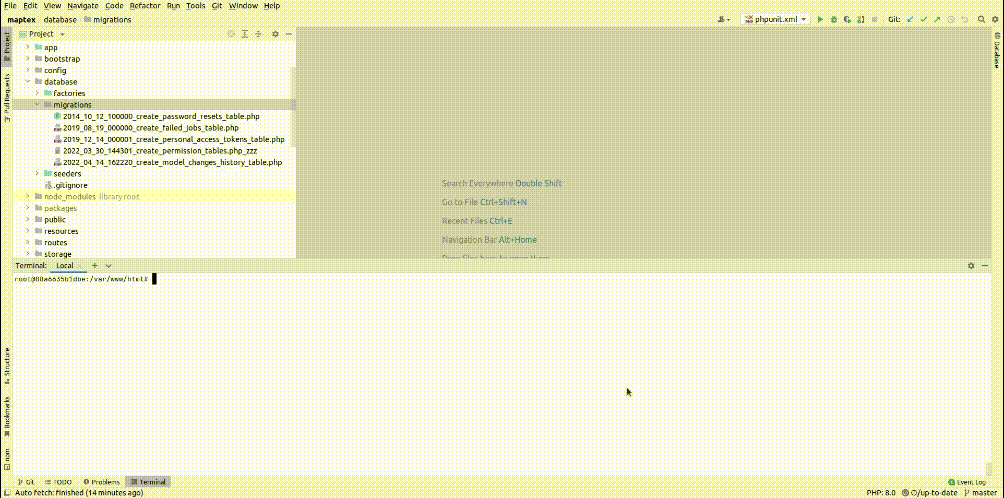 File Edit View Navigate Code Refactor Run Tools Git Window Help
maptex database migrations
phpunit.xml
Git:
Project
Project
Pull Requests
Database
app
bootstrap
config
database
factories
migrations
2014_10_12_100000_create_password_resets_table.php
2019_08_19_000000_create_failed_jobs_table.php
2019_12_14_000001_create_personal_access_tokens_table.php
2022_03_30_144301_create_permission_tables.php_zzz
2022_04_14_162220_create_model_changes_history_table.php
seeders
.gitignore
node_modules library root
packages
public
resources
routes
storage
Search Everywhere Double Shift
Go to File Ctrl+Shift+N
Recent Files Ctrl+E
Navigation Bar Alt+Home
Terminal: Local
:/var/www/html#
Structure
Bookmarks
npm
Git TODO Problems Terminal
Event Log
Auto fetch: finished (14 minutes ago)
PHP: 8.0
/up-to-date
master